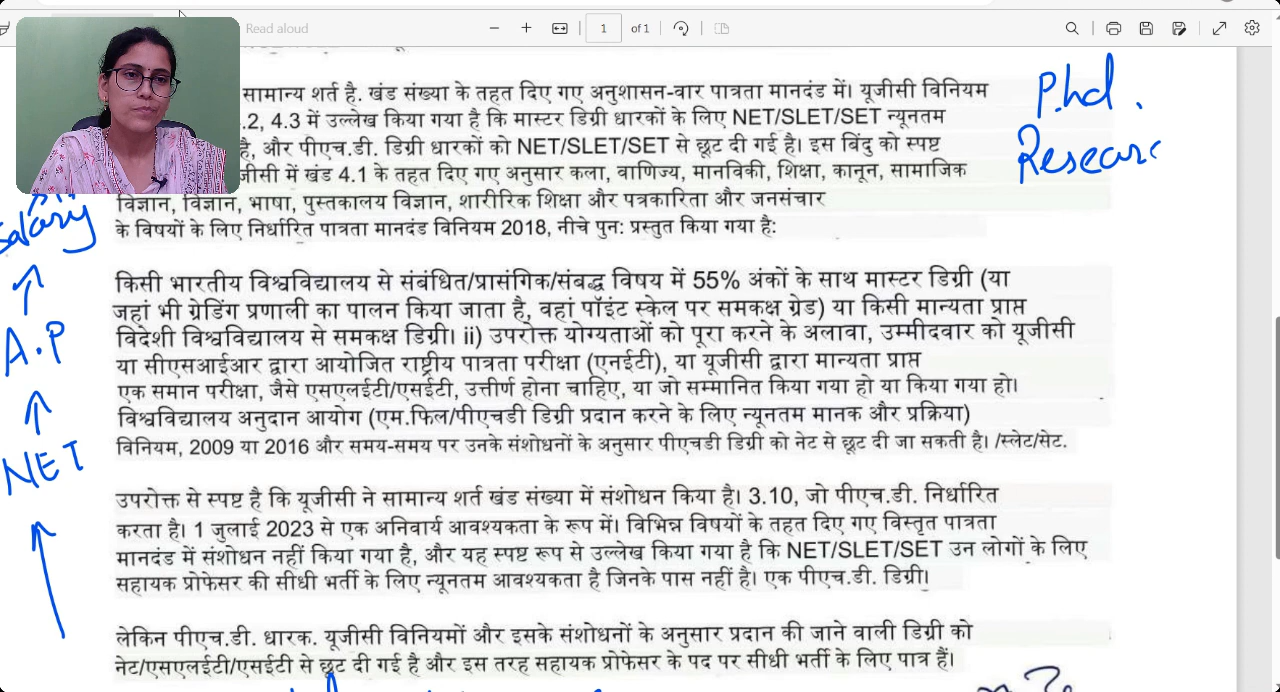 Read aloud
1 of 1
सामान्य शर्त है. खंड संख्या के तहत दिए गए अनुशासन-वार पात्रता मानदंड में। यूजीसी विनियम
.2, 4.3 में उल्लेख किया गया है कि मास्टर डिग्री धारकों के लिए NET/SLET/SET न्यूनतम
है, और पीएच.डी. डिग्री धारकों को NET/SLET/SET से छूट दी गई है। इस बिंदु को स्पष्ट
जीसी में खंड 4.1 के तहत दिए गए अनुसार कला, वाणिज्य, मानविकी, शिक्षा, कानून, सामाजिक
विज्ञान, विज्ञान, भाषा, पुस्तकालय विज्ञान, शारीरिक शिक्षा और पत्रकारिता और जनसंचार
के विषयों के लिए निर्धारित पात्रता मानदंड विनियम 2018, नीचे पुन: प्रस्तुत किया गया है:
P.hd.
Researc
salary
A.P
NET
किसी भारतीय विश्वविद्यालय से संबंधित/प्रासंगिक/संबद्ध विषय में 55% अंकों के साथ मास्टर डिग्री (या
जहां भी ग्रेडिंग प्रणाली का पालन किया जाता है, वहां पॉइंट स्केल पर समकक्ष ग्रेड) या किसी मान्यता प्राप्त
विदेशी विश्वविद्यालय से समकक्ष डिग्री। ii) उपरोक्त योग्यताओं को पूरा करने के अलावा, उम्मीदवार को यूजीसी
या सीएसआईआर द्वारा आयोजित राष्ट्रीय पात्रता परीक्षा (एनईटी), या यूजीसी द्वारा मान्यता प्राप्त
एक समान परीक्षा, जैसे एसएलईटी/एसईटी, उत्तीर्ण होना चाहिए, या जो सम्मानित किया गया हो या किया गया हो।
विश्वविद्यालय अनुदान आयोग (एम.फिल/पीएचडी डिग्री प्रदान करने के लिए न्यूनतम मानक और प्रक्रिया)
विनियम, 2009 या 2016 और समय-समय पर उनके संशोधनों के अनुसार पीएचडी डिग्री को नेट से छूट दी जा सकती है। /स्लेट/सेट.
उपरोक्त से स्पष्ट है कि यूजीसी ने सामान्य शर्त खंड संख्या में संशोधन किया है। 3.10, जो पीएच.डी. निर्धारित
करता है। 1 जुलाई 2023 से एक अनिवार्य आवश्यकता के रूप में। विभिन्न विषयों के तहत दिए गए विस्तृत पात्रता
मानदंड में संशोधन नहीं किया गया है, और यह स्पष्ट रूप से उल्लेख किया गया है कि NET/SLET/SET उन लोगों के लिए
सहायक प्रोफेसर की सीधी भर्ती के लिए न्यूनतम आवश्यकता है जिनके पास नहीं है। एक पीएच.डी. डिग्री।
लेकिन पीएच.डी. धारक. यूजीसी विनियमों और इसके संशोधनों के अनुसार प्रदान की जाने वाली डिग्री को
नेट/एसएलईटी/एसईटी से छूट दी गई है और इस तरह सहायक प्रोफेसर के पद पर सीधी भर्ती के लिए पात्र हैं।